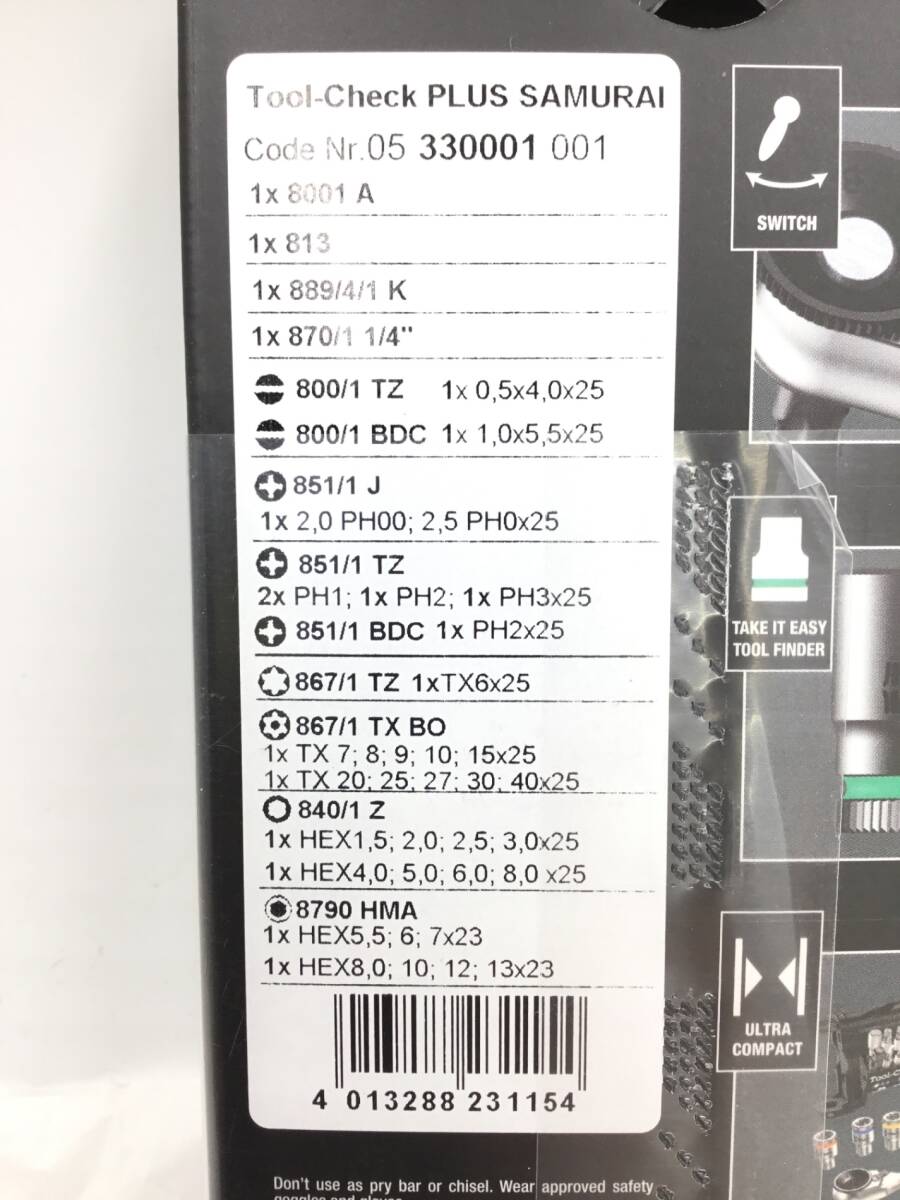 Tool-Check PLUS SAMURAI
Code Nr.05 330001 001
1x 8001 A
1x 813
1x 889/4/1 K
1x 870/1 1/4"
800/1 TZ 1x 0,5x4,0x25
800/1 BDC 1x 1,0x5,5x25
851/1 J
1x 2,0 PH00; 2,5 PH0x25
851/1 TZ
2x PH1; 1x PH2; 1x PH3x25
851/1 BDC 1x PH2x25
867/1 TZ 1xTX6x25
867/1 TX BO
1x TX 7; 8; 9; 10; 15x25
1x TX 20; 25; 27; 30; 40x25
840/1 Z
1x HEX1,5; 2,0; 2,5; 3,0x25
1x HEX4,0; 5,0; 6,0; 8,0 x25
8790 HMA
1x HEX5,5; 6; 7x23
1x HEX8,0; 10; 12; 13x23
4 013288 231154
Don't use as pry bar or chisel. Wear approved safety
goggles and gloves.
SWITCH
TAKE IT EASY
TOOL FINDER
ULTRA
COMPACT